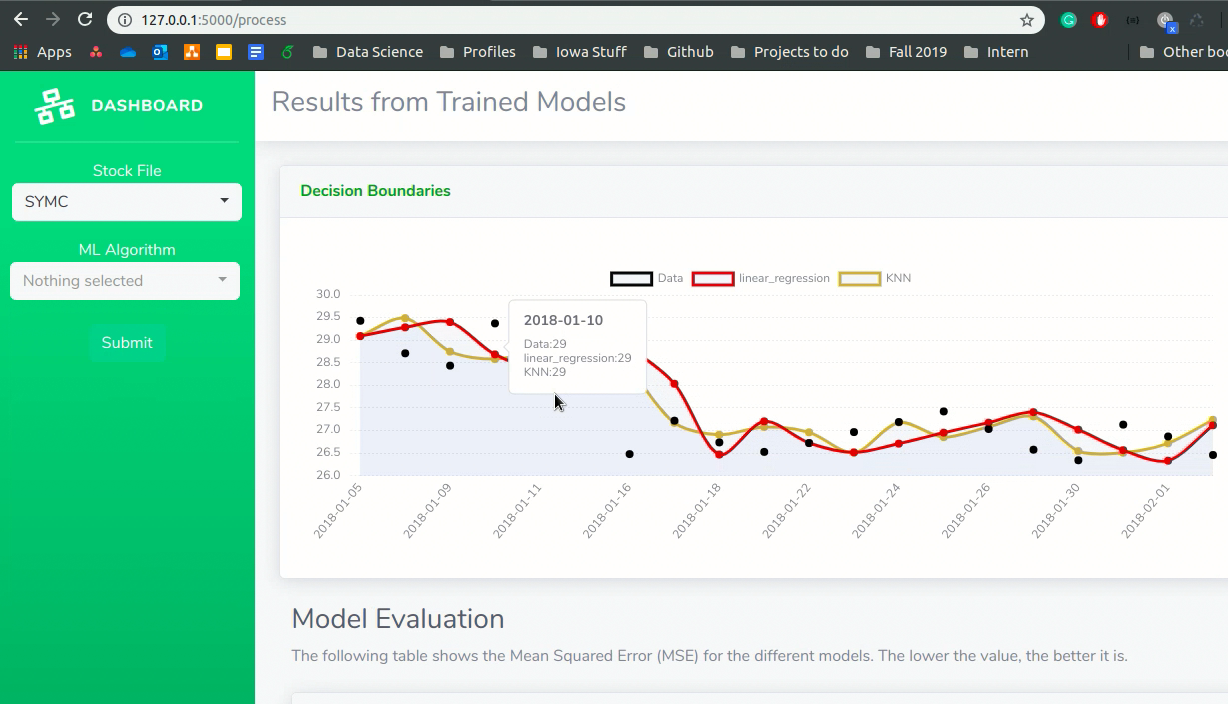 127.0.0.1:5000/process
Apps Data Science Profiles Iowa Stuff Github Projects to do Fall 2019 Intern Other
DASHBOARD
Results from Trained Models
Stock File
SYMC
ML Algorithm
Nothing selected
Submit
Decision Boundaries
Data linear_regression KNN
30.0
29.5
29.0
28.5
28.0
27.5
27.0
26.5
26.0
2018-01-10
Data:29
linear_regression:29
KNN:29
2018-01-05 2018-01-09 2018-01-11 2018-01-16 2018-01-18 2018-01-22 2018-01-24 2018-01-26 2018-01-30 2018-02-01
Model Evaluation
The following table shows the Mean Squared Error (MSE) for the different models. The lower the value, the better it is.